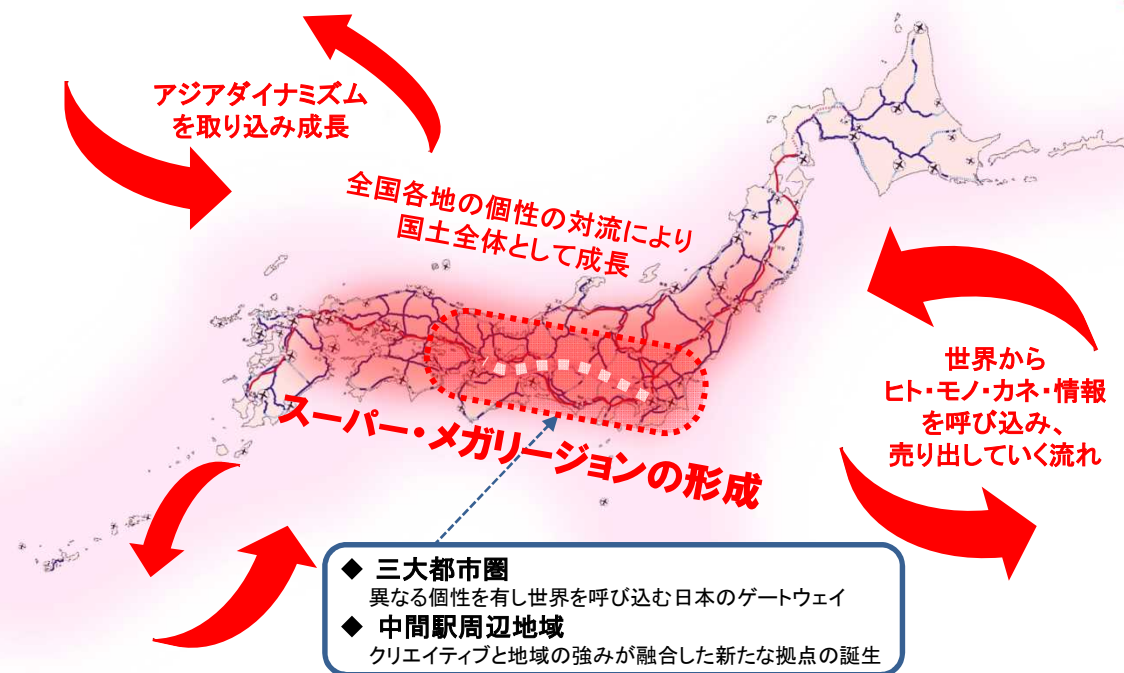 アジアダイナミズム
を取り込み成長
全国各地の個性の対流により
国土全体として成長
世界から
ヒト・モノ・カネ・情報
を呼び込み、
売り出していく流れ
スーパー・メガリージョンの形成
◆ 三大都市圏
異なる個性を有し世界を呼び込む日本のゲートウェイ
◆ 中間駅周辺地域
クリエイティブと地域の強みが融合した新たな拠点の誕生